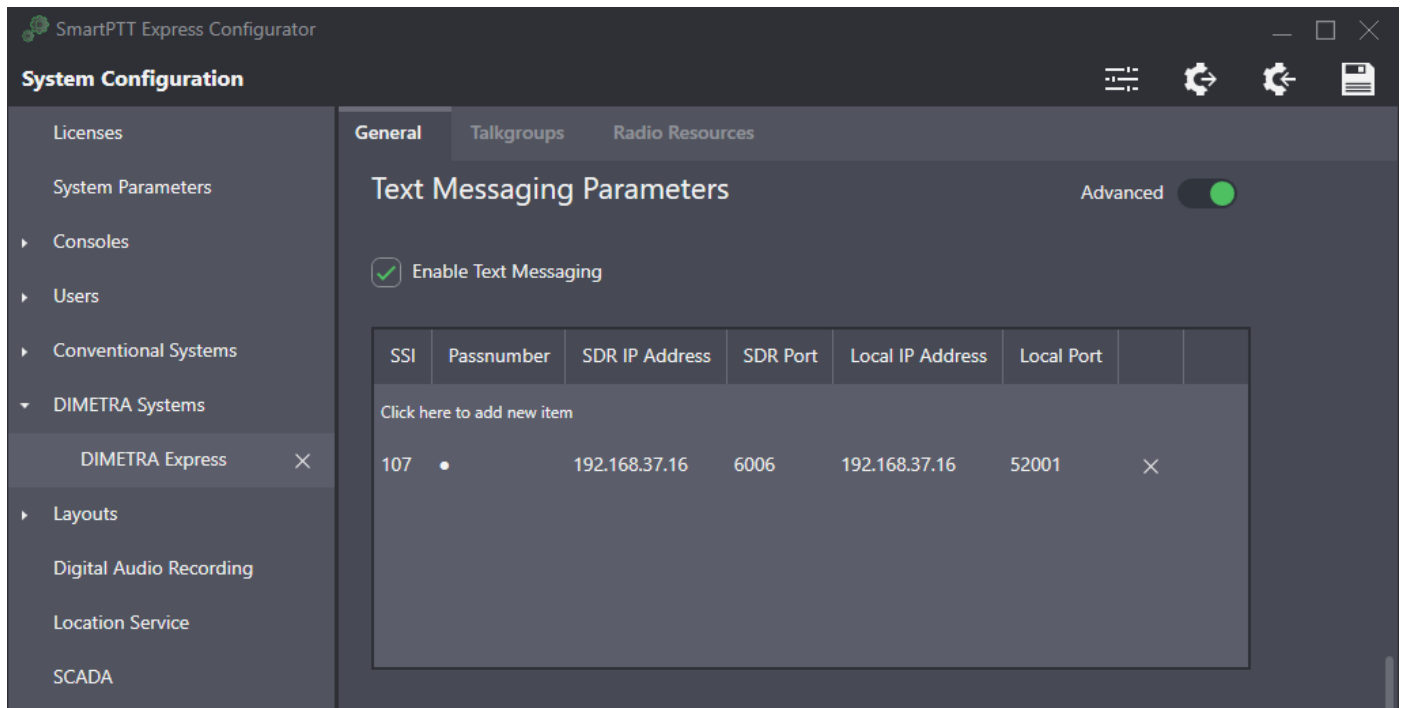 SmartPTT Express Configurator
System Configuration
Licenses
System Parameters
Consoles
Users
Conventional Systems
DIMETRA Systems
DIMETRA Express
Layouts
Digital Audio Recording
Location Service
SCADA
General Talkgroups Radio Resources
Text Messaging Parameters Advanced
Enable Text Messaging
SSI Passnumber SDR IP Address SDR Port Local IP Address Local Port
Click here to add new item
107 ● 192.168.37.16 6006 192.168.37.16 52001